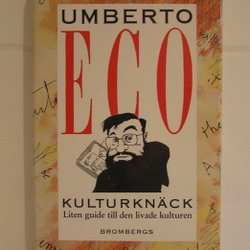 UMBERTO
ECO
KULTURKNÄCK
Liten guide till den livade kulturen
BROMBERGS